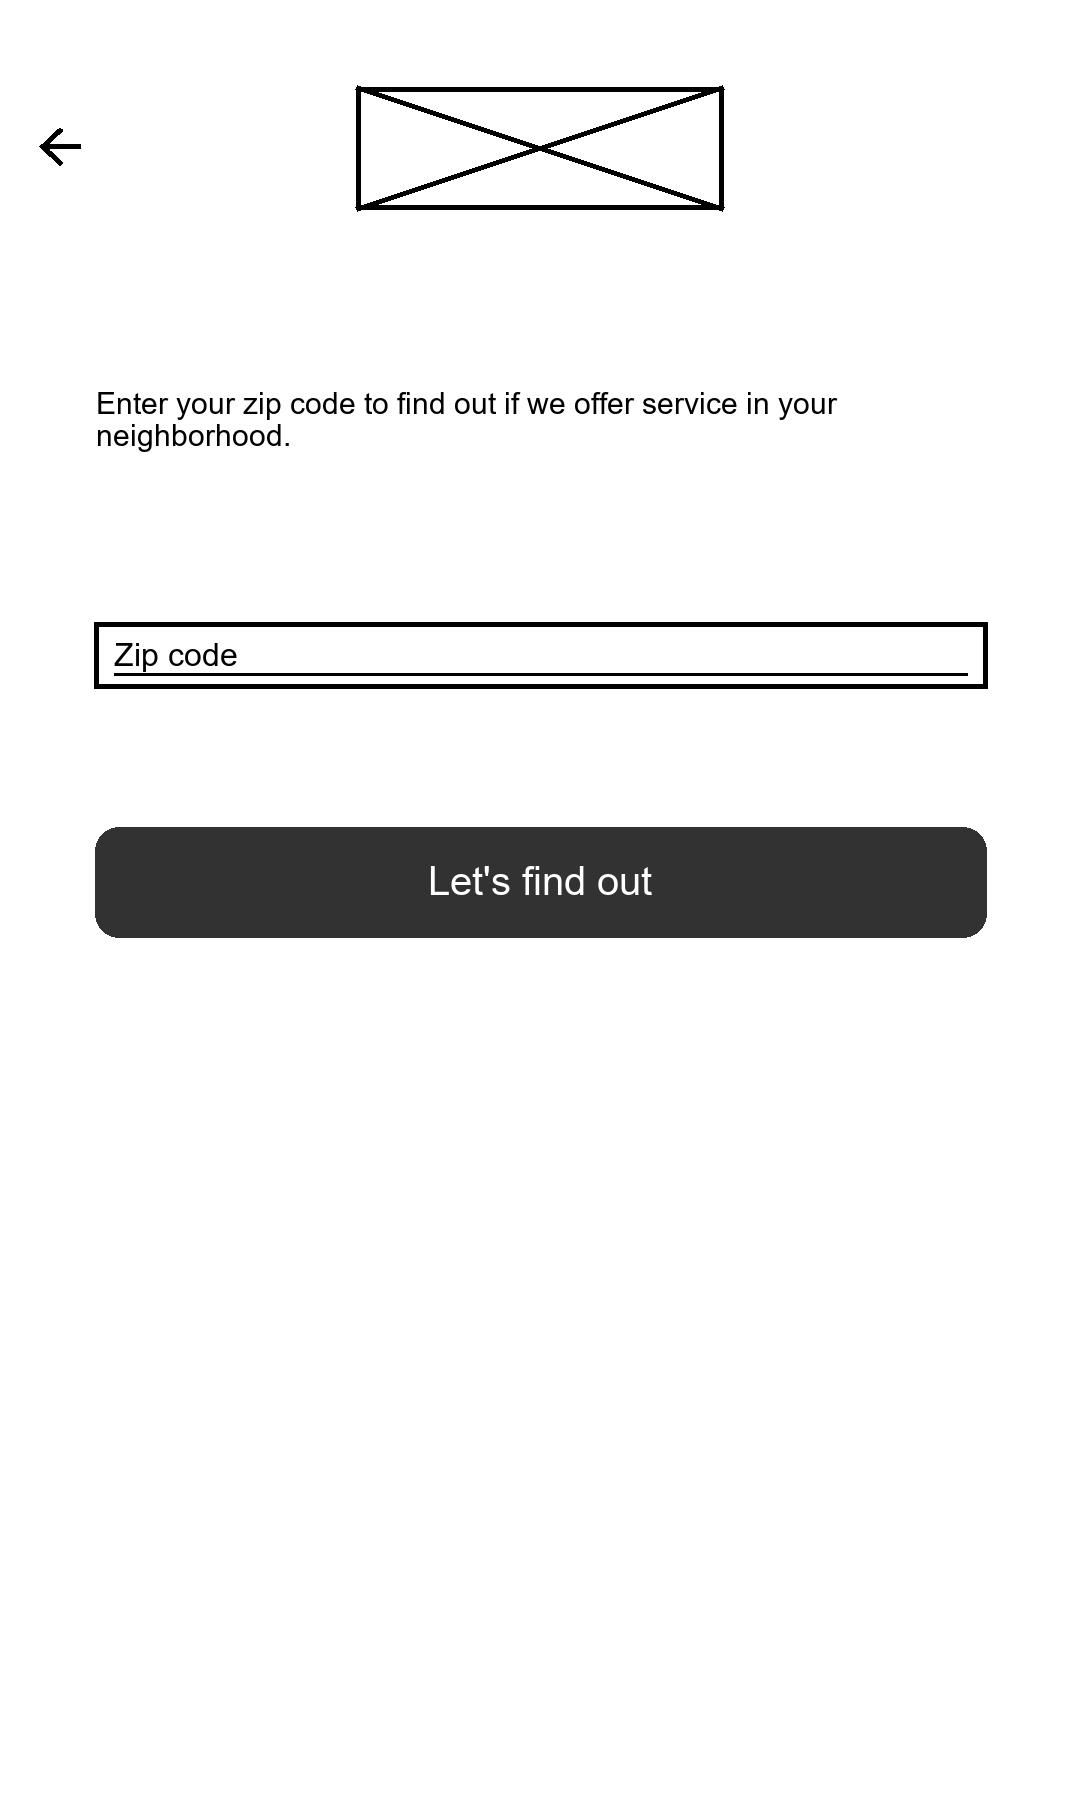 Enter your zip code to find out if we offer service in your
neighborhood.
Zip code
Let's find out